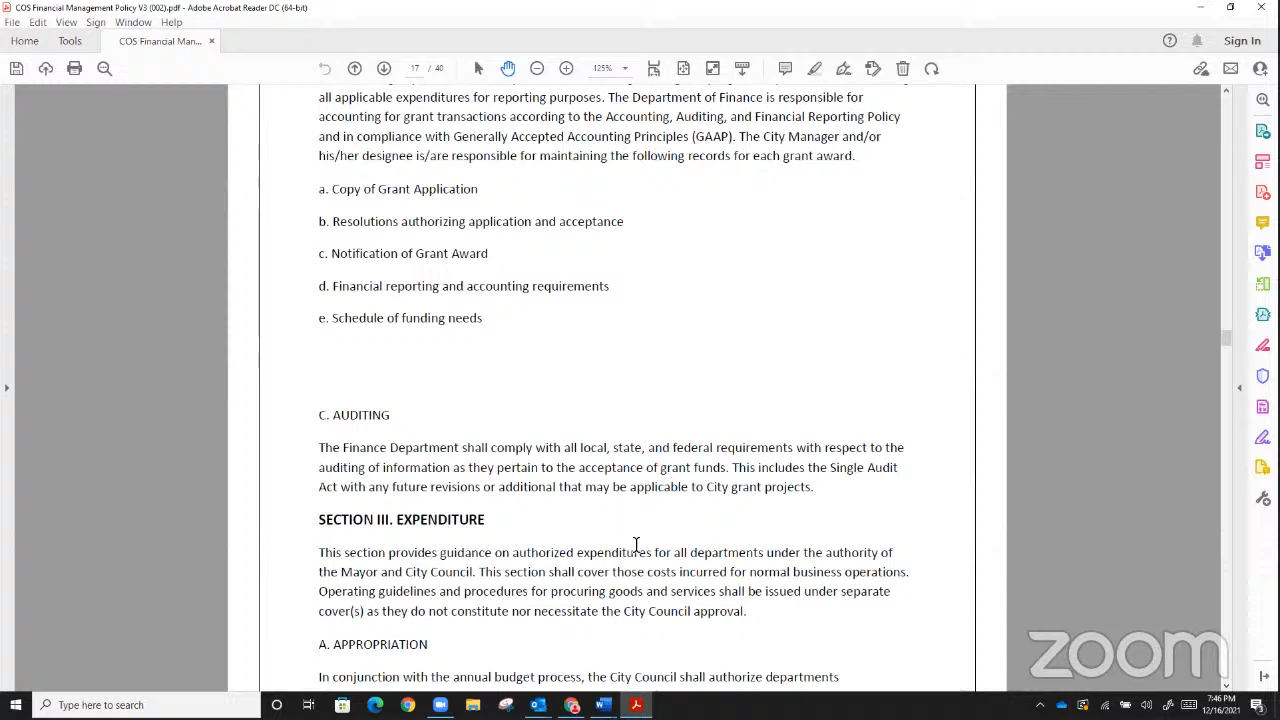 COS Financial Management Policy V3 (002).pdf - Adobe Acrobat Reader DC (64-bit)
File Edit View Sign Window Help
Home Tools COS Financial Man... × Sign In
17 / 40 125%
all applicable expenditures for reporting purposes. The Department of Finance is responsible for
accounting for grant transactions according to the Accounting, Auditing, and Financial Reporting Policy
and in compliance with Generally Accepted Accounting Principles (GAAP). The City Manager and/or
his/her designee is/are responsible for maintaining the following records for each grant award.
a. Copy of Grant Application
b. Resolutions authorizing application and acceptance
c. Notification of Grant Award
d. Financial reporting and accounting requirements
e. Schedule of funding needs
C. AUDITING
The Finance Department shall comply with all local, state, and federal requirements with respect to the
auditing of information as they pertain to the acceptance of grant funds. This includes the Single Audit
Act with any future revisions or additional that may be applicable to City grant projects.
SECTION III. EXPENDITURE
This section provides guidance on authorized expenditures for all departments under the authority of
the Mayor and City Council. This section shall cover those costs incurred for normal business operations.
Operating guidelines and procedures for procuring goods and services shall be issued under separate
cover(s) as they do not constitute nor necessitate the City Council approval.
A. APPROPRIATION
In conjunction with the annual budget process, the City Council shall authorize departments
zoom
Type here to search
7:46 PM
12/16/2021